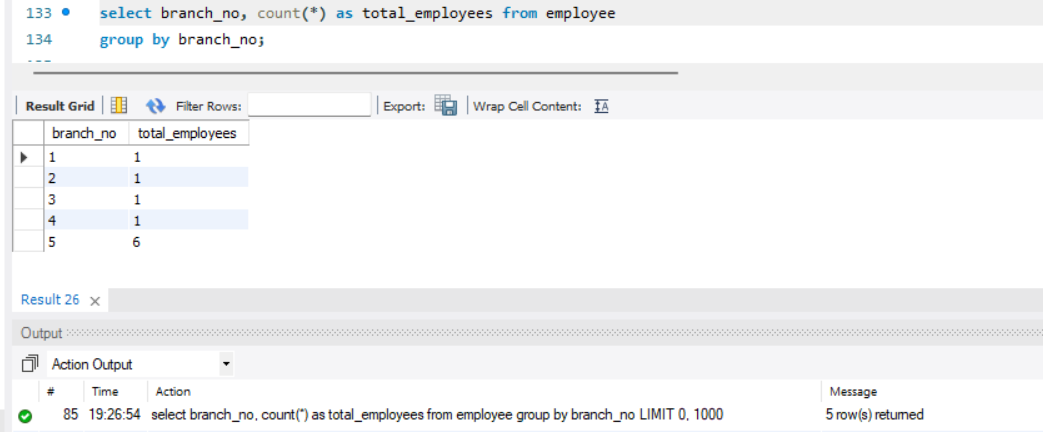 133 select branch_no, count(*) as total_employees from employee
134 group by branch_no;
Result Grid Filter Rows: Export: Wrap Cell Content: IA
branch_no total_employees
1 1
2 1
3 1
4 1
5 6
Result 26 ×
Output
Action Output
# Time Action Message
85 19:26:54 select branch_no, count(*) as total_employees from employee group by branch_no LIMIT 0, 1000 5 row(s) returned